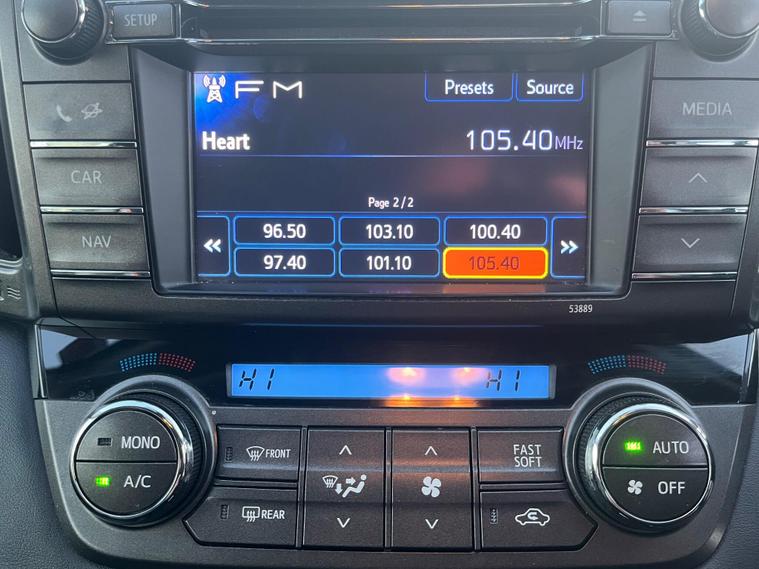 SETUP
FM
Presets
Source
Heart
105.40MHz
Page 2/2
« 96.50 103.10 100.40 »
97.40 101.10 105.40
MEDIA
CAR
NAV
53889
HI HI
MONO
A/C
FRONT
REAR
FAST
SOFT
AUTO
OFF